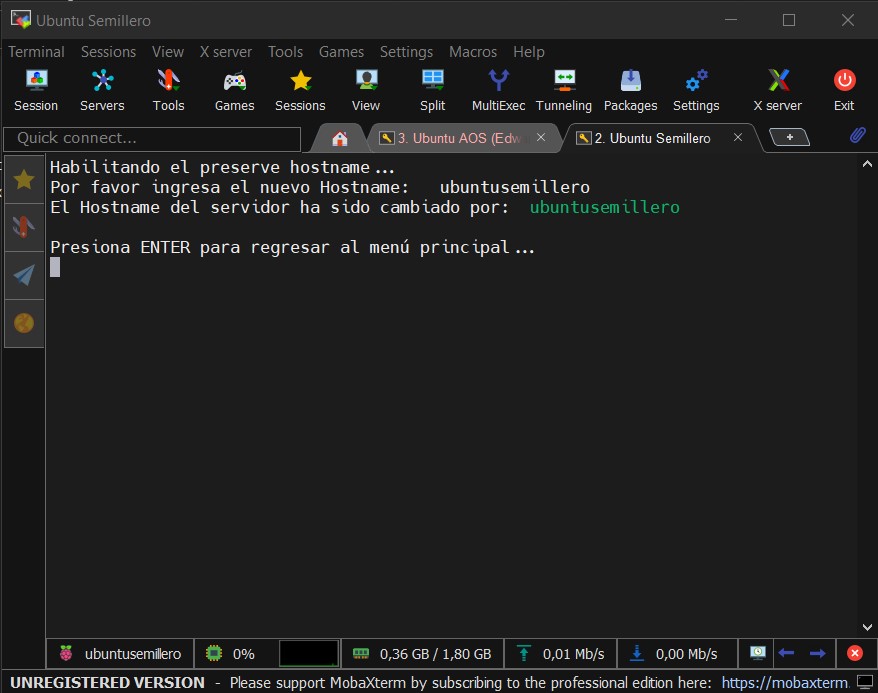 Ubuntu Semillero
Terminal Sessions View X server Tools Games Settings Macros Help
Session Servers Tools Games Sessions View Split MultiExec Tunneling Packages Settings X server Exit
Quick connect... 3. Ubuntu AOS (Edw 2. Ubuntu Semillero
Habilitando el preserve hostname...
Por favor ingresa el nuevo Hostname: ubuntusemillero
El Hostname del servidor ha sido cambiado por: ubuntusemillero
Presiona ENTER para regresar al menú principal...
ubuntusemillero 0% 0,36 GB / 1,80 GB 0,01 Mb/s 0,00 Mb/s
UNREGISTERED VERSION - Please support MobaXterm by subscribing to the professional edition here: https://mobaxterm.